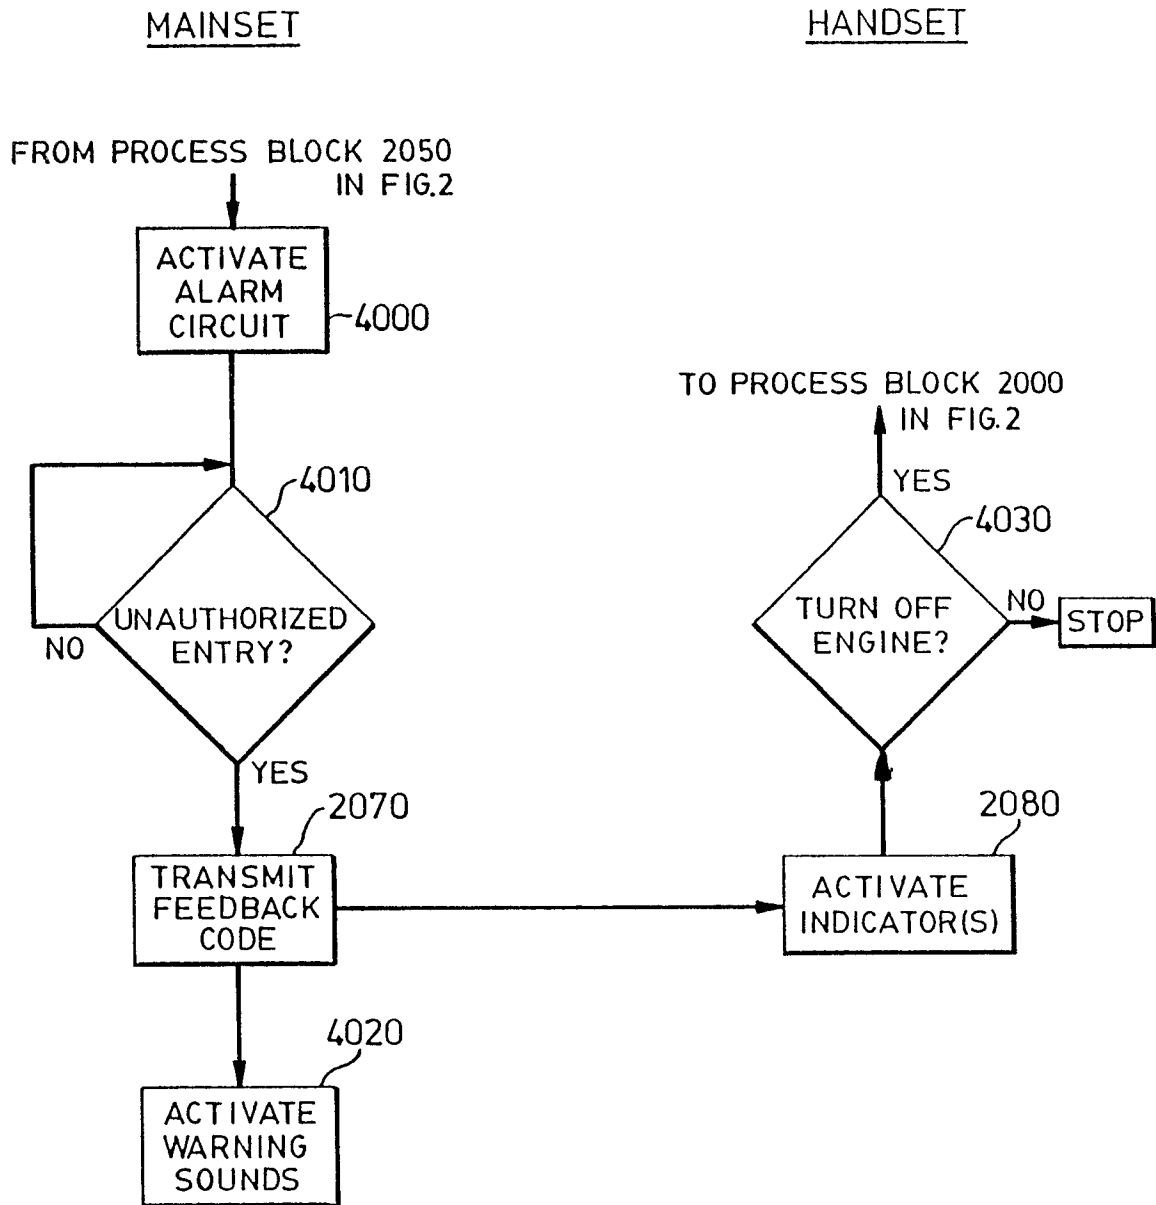 MAINSET
HANDSET
FROM PROCESS BLOCK 2050
IN FIG.2
ACTIVATE
ALARM
CIRCUIT
4000
4010
UNAUTHORIZED
ENTRY?
NO
YES
2070
TRANSMIT
FEEDBACK
CODE
4020
ACTIVATE
WARNING
SOUNDS
TO PROCESS BLOCK 2000
IN FIG.2
YES
4030
TURN OFF
ENGINE?
NO
STOP
2080
ACTIVATE
INDICATOR(S)